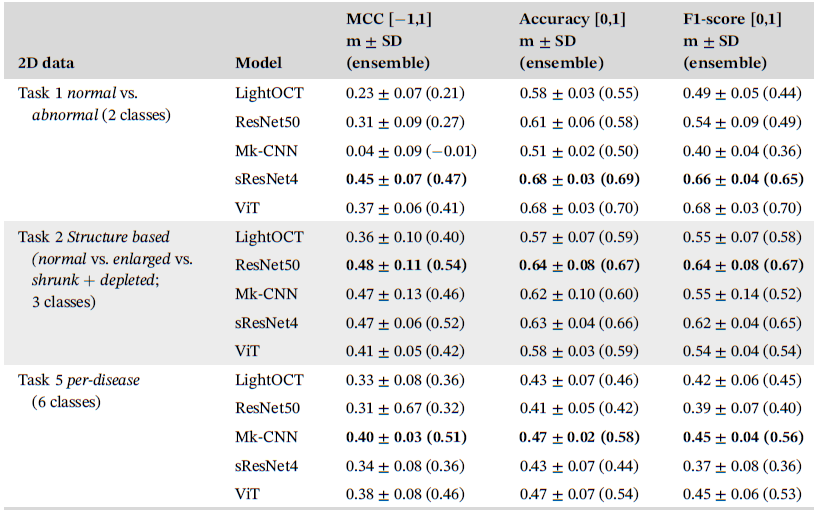 MCC [−1,1] Accuracy [0,1] F1-score [0,1]
m ± SD m ± SD m ± SD
2D data Model (ensemble) (ensemble) (ensemble)
Task 1 normal vs. LightOCT 0.23 ± 0.07 (0.21) 0.58 ± 0.03 (0.55) 0.49 ± 0.05 (0.44)
abnormal (2 classes) ResNet50 0.31 ± 0.09 (0.27) 0.61 ± 0.06 (0.58) 0.54 ± 0.09 (0.49)
Mk-CNN 0.04 ± 0.09 (−0.01) 0.51 ± 0.02 (0.50) 0.40 ± 0.04 (0.36)
sResNet4 0.45 ± 0.07 (0.47) 0.68 ± 0.03 (0.69) 0.66 ± 0.04 (0.65)
ViT 0.37 ± 0.06 (0.41) 0.68 ± 0.03 (0.70) 0.68 ± 0.03 (0.70)
Task 2 Structure based LightOCT 0.36 ± 0.10 (0.40) 0.57 ± 0.07 (0.59) 0.55 ± 0.07 (0.58)
(normal vs. enlarged vs. ResNet50 0.48 ± 0.11 (0.54) 0.64 ± 0.08 (0.67) 0.64 ± 0.08 (0.67)
shrunk + depleted; Mk-CNN 0.47 ± 0.13 (0.46) 0.62 ± 0.10 (0.60) 0.55 ± 0.14 (0.52)
3 classes) sResNet4 0.47 ± 0.06 (0.52) 0.63 ± 0.04 (0.66) 0.62 ± 0.04 (0.65)
ViT 0.41 ± 0.05 (0.42) 0.58 ± 0.03 (0.59) 0.54 ± 0.04 (0.54)
Task 5 per-disease LightOCT 0.33 ± 0.08 (0.36) 0.43 ± 0.07 (0.46) 0.42 ± 0.06 (0.45)
(6 classes) ResNet50 0.31 ± 0.67 (0.32) 0.41 ± 0.05 (0.42) 0.39 ± 0.07 (0.40)
Mk-CNN 0.40 ± 0.03 (0.51) 0.47 ± 0.02 (0.58) 0.45 ± 0.04 (0.56)
sResNet4 0.34 ± 0.08 (0.36) 0.43 ± 0.07 (0.44) 0.37 ± 0.08 (0.36)
ViT 0.38 ± 0.08 (0.46) 0.47 ± 0.07 (0.54) 0.45 ± 0.06 (0.53)